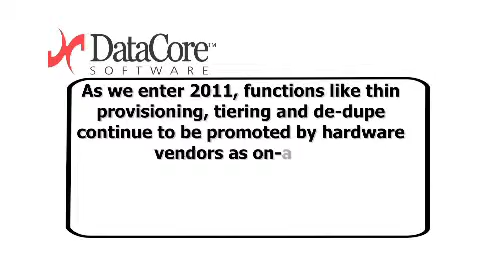 DataCore™
SOFTWARE
As we enter 2011, functions like thin
provisioning, tiering and de-dupe
continue to be promoted by hardware
vendors as on-a